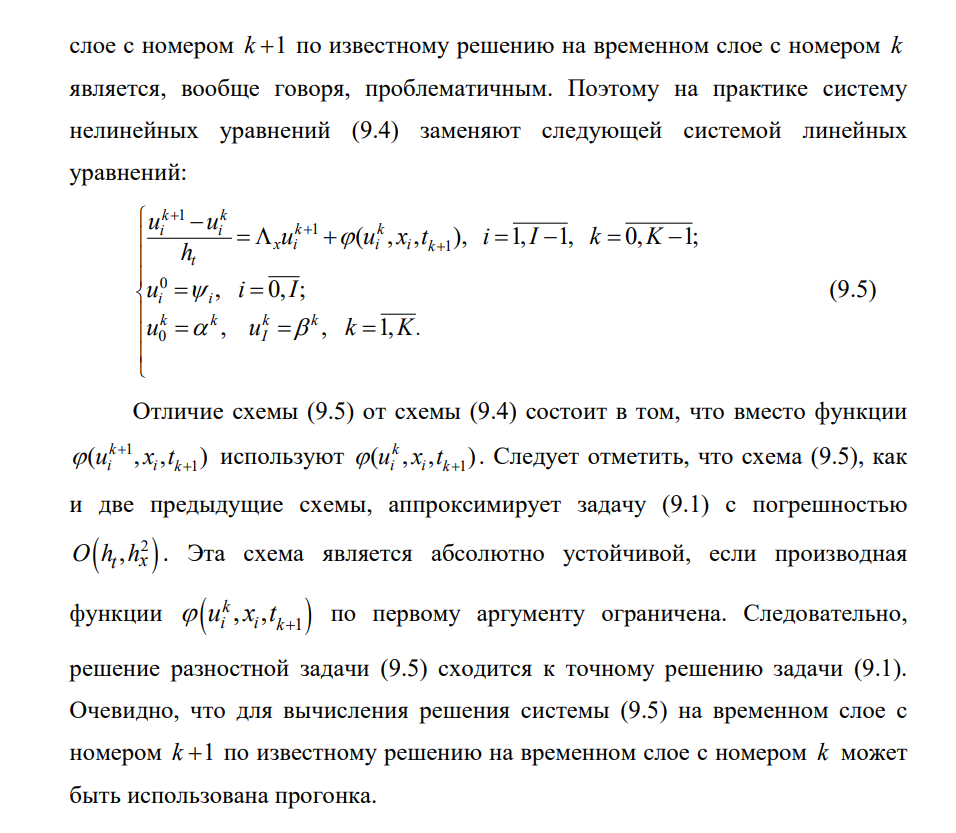 слое с номером k+1 по известному решению на временном слое с номером k
является, вообще говоря, проблематичным. Поэтому на практике систему
нелинейных уравнений (9.4) заменяют следующей системой линейных
уравнений:
\begin{cases} \frac{u_i^{k+1} - u_i^k}{h_t} = \Lambda_x u_i^{k+1} + \varphi(u_i^k, x_i, t_{k+1}), \quad i = \overline{1, I-1}, \quad k = \overline{0, K-1}; \\ u_i^0 = \psi_i, \quad i = \overline{0, I}; \\ u_0^k = \alpha^k, \quad u_I^k = \beta^k, \quad k = \overline{1, K}. \end{cases} (9.5)
Отличие схемы (9.5) от схемы (9.4) состоит в том, что вместо функции
\varphi(u_i^{k+1}, x_i, t_{k+1}) используют \varphi(u_i^k, x_i, t_{k+1}). Следует отметить, что схема (9.5), как
и две предыдущие схемы, аппроксимирует задачу (9.1) с погрешностью
O(h_t, h_x^2). Эта схема является абсолютно устойчивой, если производная
функции \varphi(u_i^k, x_i, t_{k+1}) по первому аргументу ограничена. Следовательно,
решение разностной задачи (9.5) сходится к точному решению задачи (9.1).
Очевидно, что для вычисления решения системы (9.5) на временном слое с
номером k+1 по известному решению на временном слое с номером k может
быть использована прогонка.